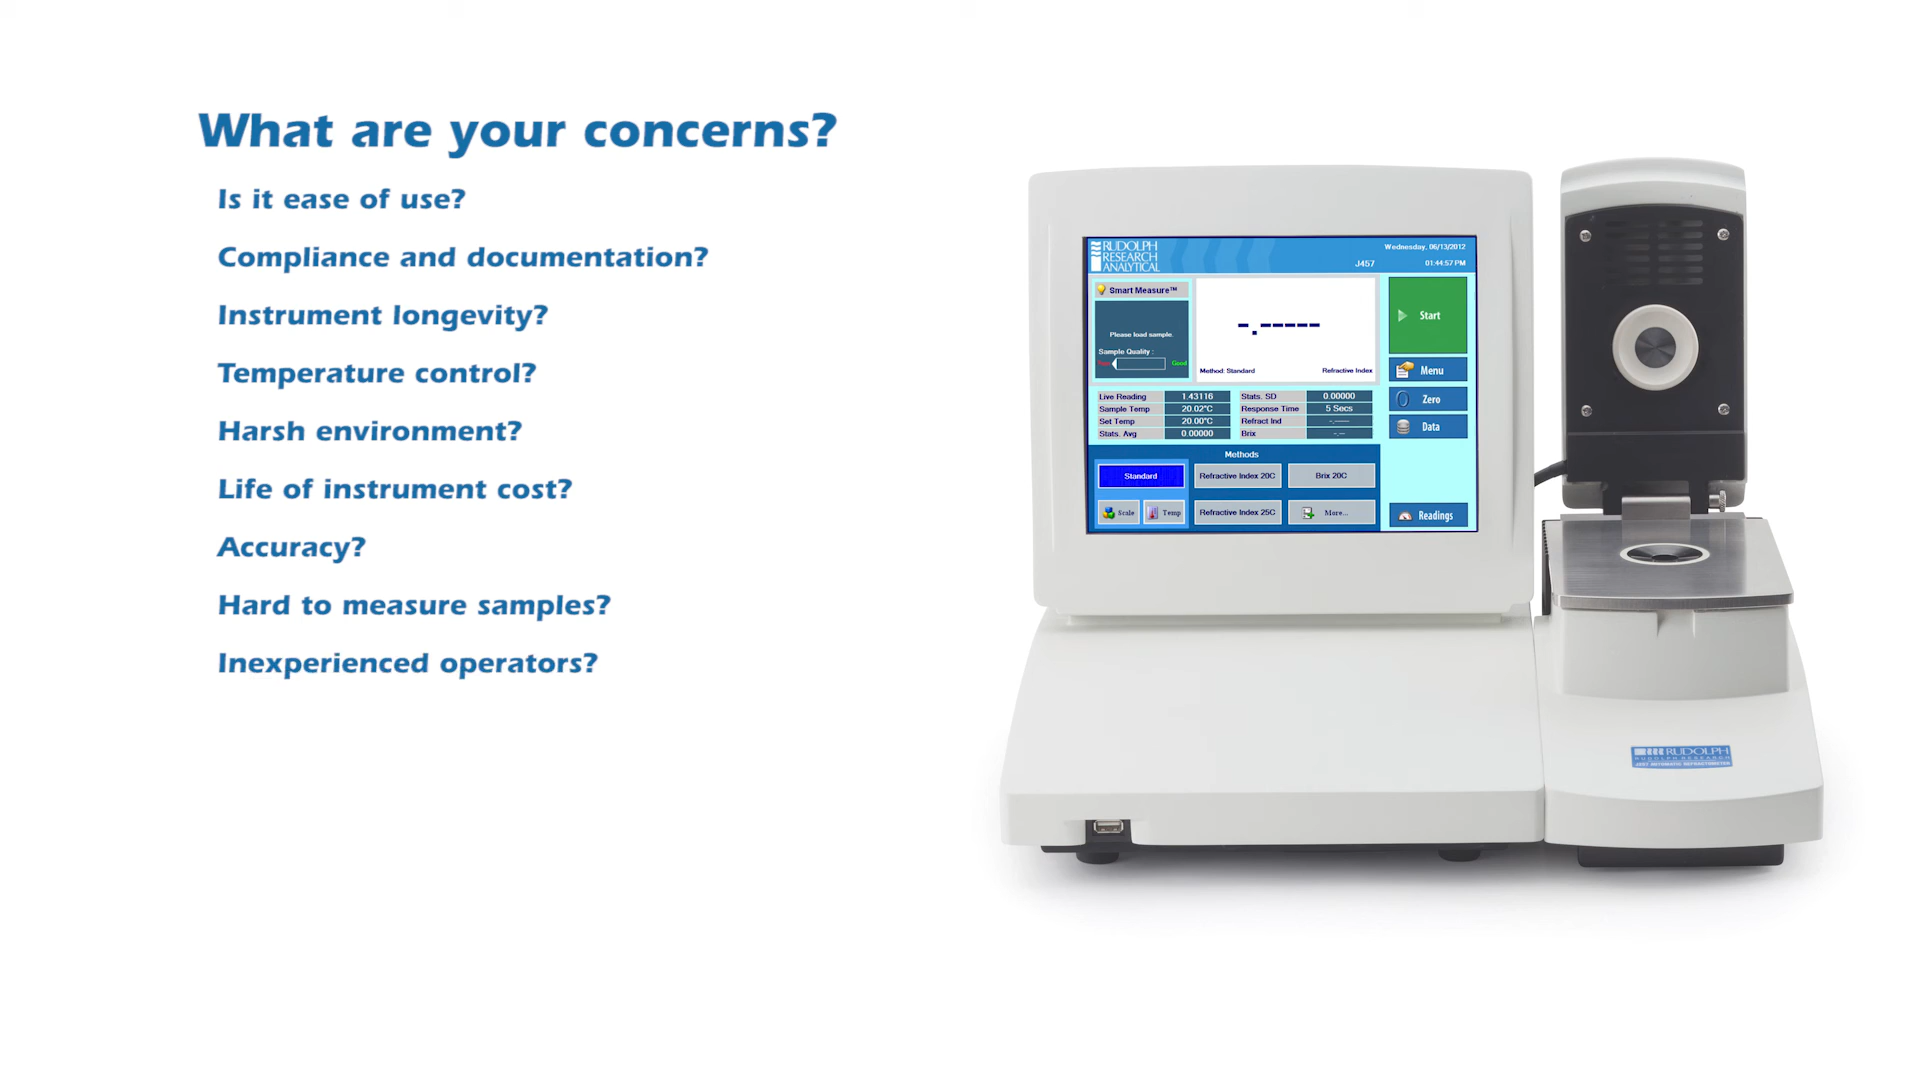 What are your concerns?
Is it ease of use?
Compliance and documentation?
Instrument longevity?
Temperature control?
Harsh environment?
Life of instrument cost?
Accuracy?
Hard to measure samples?
Inexperienced operators?
RUDOLPH
RESEARCH
ANALYTICAL
Wednesday, 06/13/2012
J457
01:44:57 PM
Smart Measure™
Please load sample.
Sample Quality :
Good
-.-----
Method: Standard
Refractive Index
Start
Menu
Zero
Data
Live Reading 1.43116 Stats. SD 0.00000
Sample Temp 20.02°C Response Time 5 Secs
Set Temp 20.00°C Refract Ind -.-----
Stats. Avg 0.00000 Brix -.--
Methods
Standard Refractive Index 20C Brix 20C
Scale Temp Refractive Index 25C More...
Readings
RUDOLPH
RUDOLPH RESEARCH
J457 AUTOMATIC REFRACTOMETER